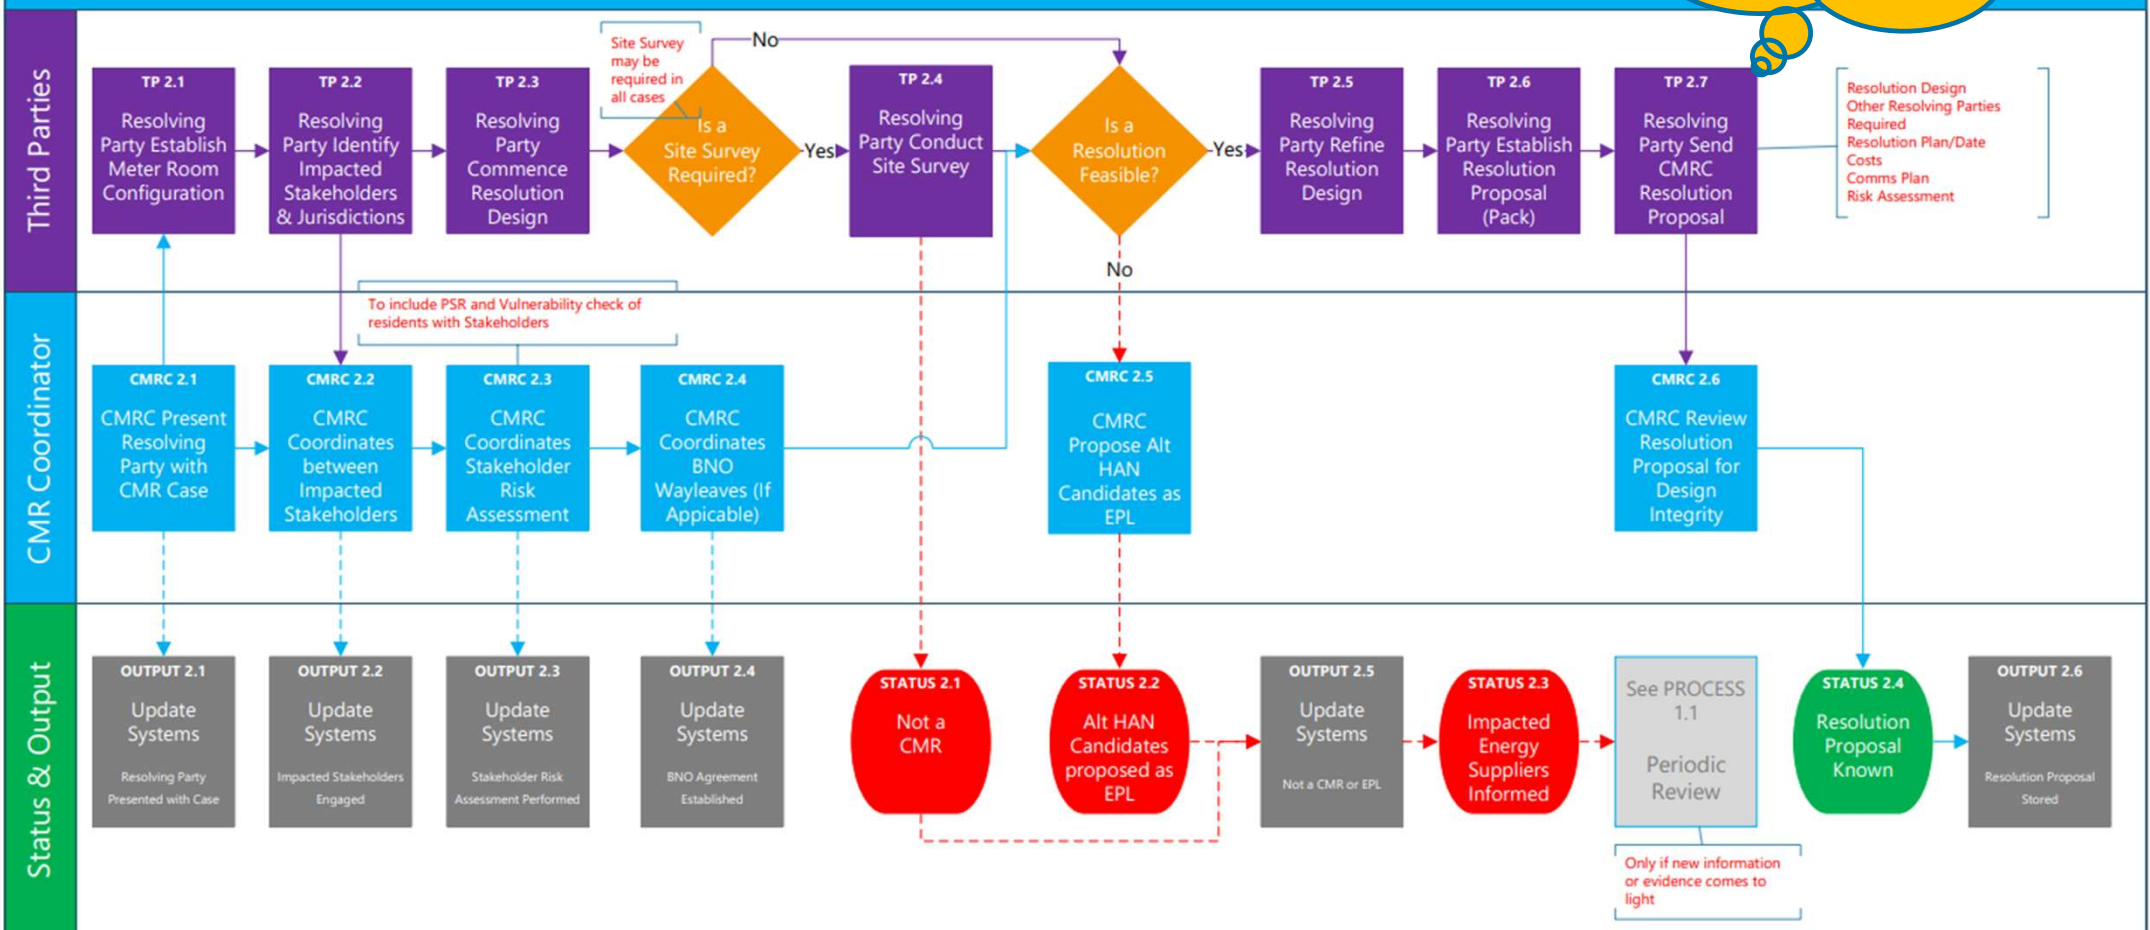 Third Parties
TP 2.1
Resolving
Party Establish
Meter Room
Configuration
TP 2.2
Resolving
Party Identify
Impacted
Stakeholders
& Jurisdictions
TP 2.3
Resolving
Party
Commence
Resolution
Design
Site Survey
may be
required in
all cases
Is a
Site Survey
Required?
No
Yes
TP 2.4
Resolving
Party Conduct
Site Survey
Is a
Resolution
Feasible?
Yes
No
TP 2.5
Resolving
Party Refine
Resolution
Design
TP 2.6
Resolving
Party Establish
Resolution
Proposal
(Pack)
TP 2.7
Resolving
Party Send
CMRC
Resolution
Proposal
Resolution Design
Other Resolving Parties
Required
Resolution Plan/Date
Costs
Comms Plan
Risk Assessment
CMR Coordinator
To include PSR and Vulnerability check of
residents with Stakeholders
CMRC 2.1
CMRC Present
Resolving
Party with
CMR Case
CMRC 2.2
CMRC
Coordinates
between
Impacted
Stakeholders
CMRC 2.3
CMRC
Coordinates
Stakeholder
Risk
Assessment
CMRC 2.4
CMRC
Coordinates
BNO
Wayleaves (If
Appicable)
CMRC 2.5
CMRC
Propose Alt
HAN
Candidates as
EPL
CMRC 2.6
CMRC Review
Resolution
Proposal for
Design
Integrity
Status & Output
OUTPUT 2.1
Update
Systems
Resolving Party
Presented with Case
OUTPUT 2.2
Update
Systems
Impacted Stakeholders
Engaged
OUTPUT 2.3
Update
Systems
Stakeholder Risk
Assessment Performed
OUTPUT 2.4
Update
Systems
BNO Agreement
Established
STATUS 2.1
Not a
CMR
STATUS 2.2
Alt HAN
Candidates
proposed as
EPL
OUTPUT 2.5
Update
Systems
Not a CMR or EPL
STATUS 2.3
Impacted
Energy
Suppliers
Informed
See PROCESS
1.1
Periodic
Review
Only if new information
or evidence comes to
light
STATUS 2.4
Resolution
Proposal
Known
OUTPUT 2.6
Update
Systems
Resolution Proposal
Stored